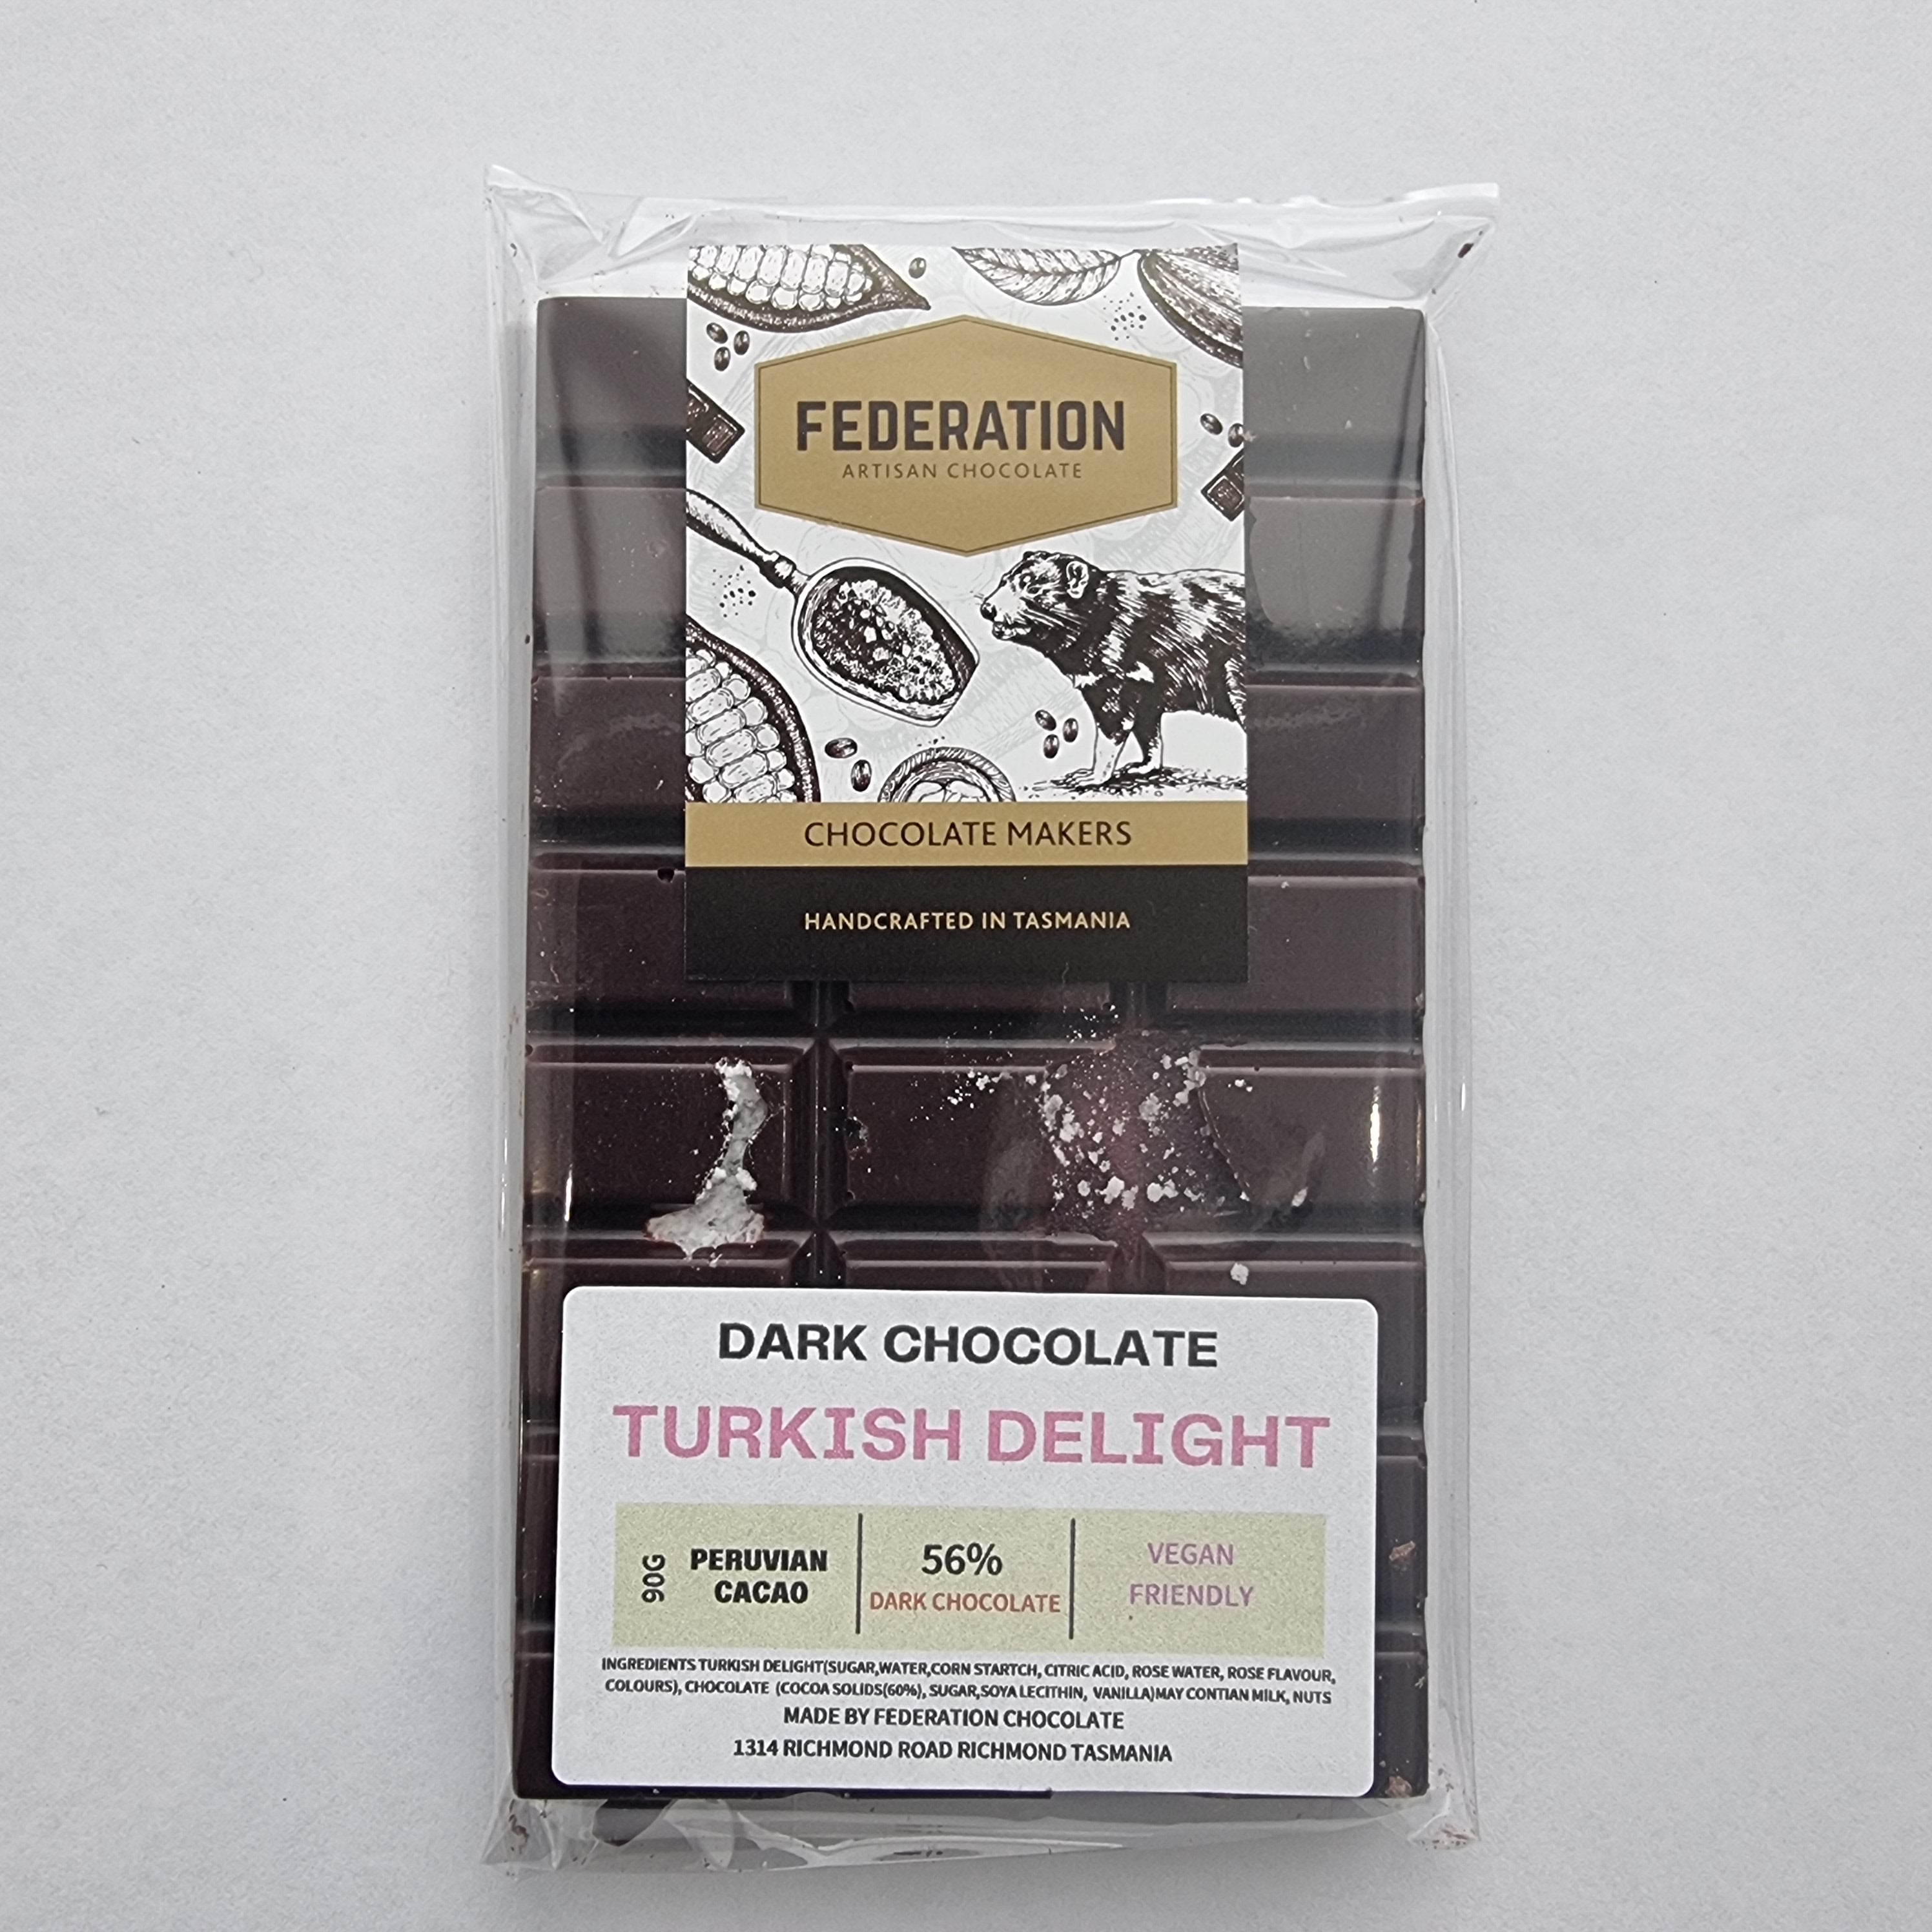 FEDERATION
ARTISAN CHOCOLATE
CHOCOLATE MAKERS
HANDCRAFTED IN TASMANIA
DARK CHOCOLATE
TURKISH DELIGHT
90G
PERUVIAN
CACAO
56%
DARK CHOCOLATE
VEGAN
FRIENDLY
INGREDIENTS TURKISH DELIGHT(SUGAR,WATER,CORN STARTCH, CITRIC ACID, ROSE WATER, ROSE FLAVOUR,
COLOURS), CHOCOLATE (COCOA SOLIDS(60%), SUGAR,SOYA LECITHIN, VANILLA)MAY CONTIAN MILK, NUTS
MADE BY FEDERATION CHOCOLATE
1314 RICHMOND ROAD RICHMOND TASMANIA